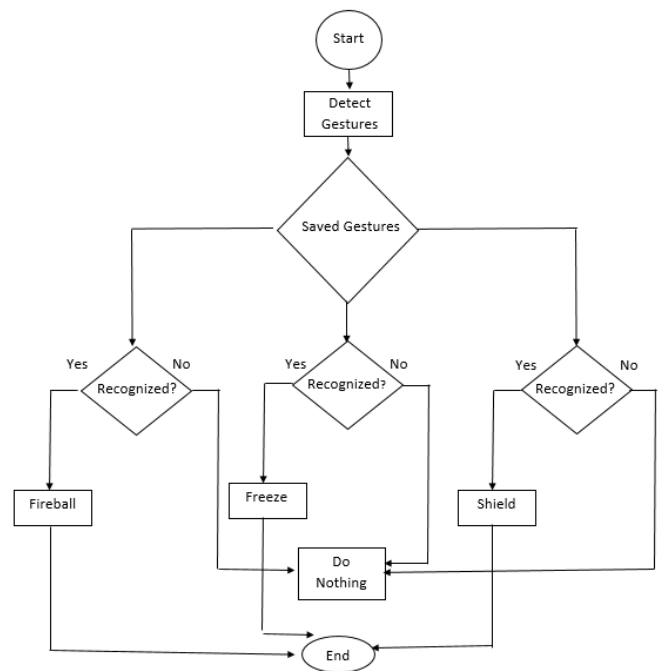 Start
Detect
Gestures
Saved Gestures
Yes
No
Recognized?
Yes
No
Recognized?
Yes
No
Recognized?
Fireball
Freeze
Shield
Do
Nothing
End